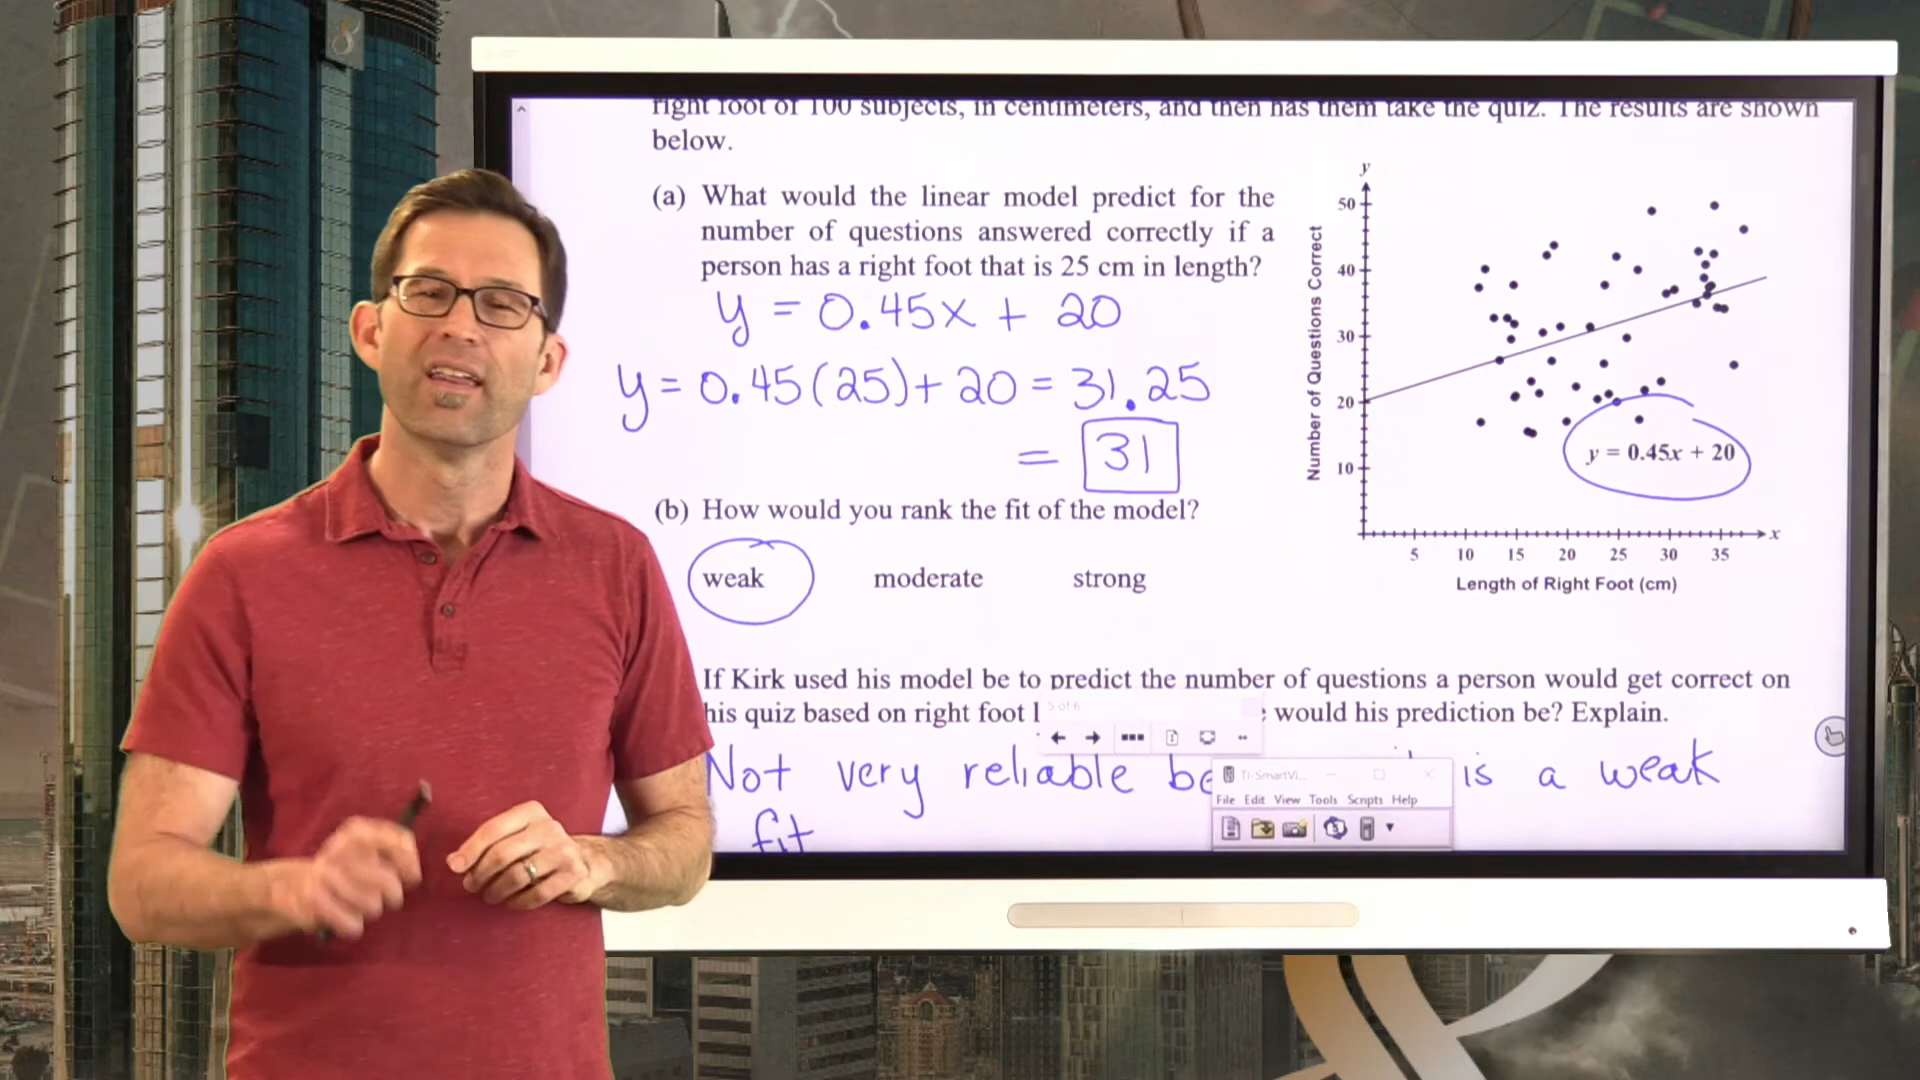 right foot of 100 subjects, in centimeters, and then has them take the quiz. The results are shown
below.
(a) What would the linear model predict for the
number of questions answered correctly if a
person has a right foot that is 25 cm in length?
y = 0.45x + 20
y = 0.45(25) + 20 = 31.25
= 31
(b) How would you rank the fit of the model?
weak moderate strong
If Kirk used his model be to predict the number of questions a person would get correct on
his quiz based on right foot would his prediction be? Explain.
Not very reliable is a weak
fit
y
50
40
30
20
10
Number of Questions Correct
y = 0.45x + 20
5 10 15 20 25 30 35 x
Length of Right Foot (cm)
5 of 6
TI-SmartVi...
File Edit View Tools Scripts Help